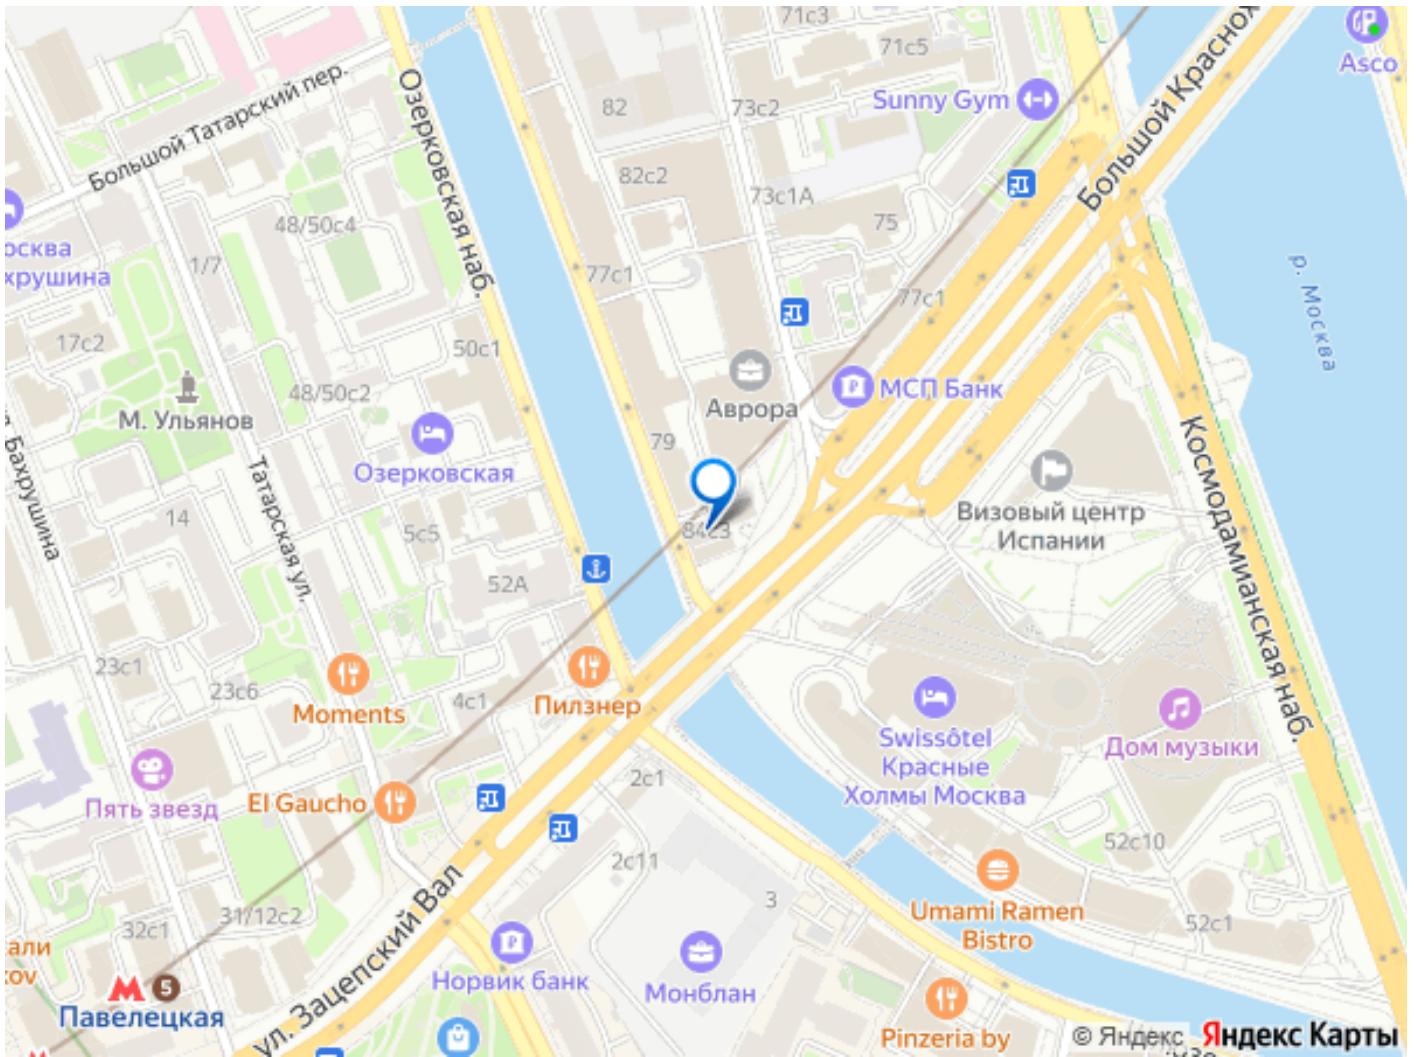 71с3
71с5
Asco
Sunny Gym
73с2
82
Большой Татарский пер.
Озерковская наб.
82с2
73с1А
75
48/50с4
1/7
77с1
77с1
р. Москва
17с2
50с1
48/50с2
МСП Банк
Аврора
М. Ульянов
79
Озерковская
Татарская ул.
Космодамианская наб.
Визовый центр
Испании
14
5с5
84с3
52А
23с1
23с6
4с1
Moments
Пилзнер
Swissôtel
Красные
Холмы Москва
Дом музыки
2с1
Пять звезд
El Gaucho
52с10
2с11
3
Umami Ramen
Bistro
52с1
31/12с2
32с1
ул. Зацепский Вал
Норвик банк
Монблан
5
Павелецкая
Pinzeria by
© Яндекс
Яндекс Карты